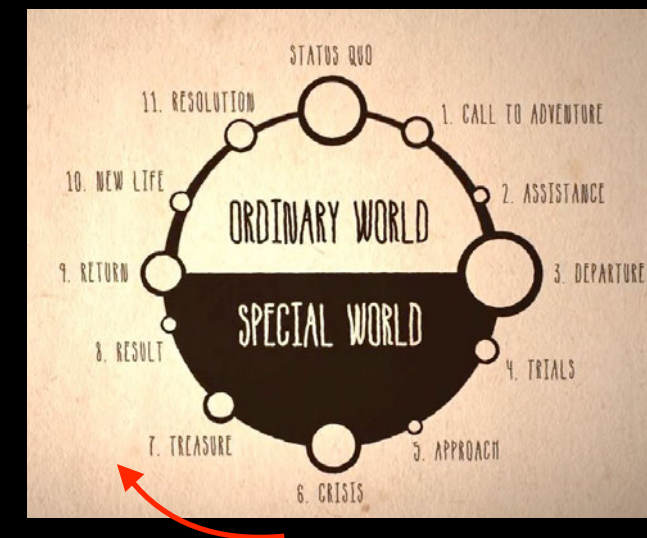 STATUS QUO
1. CALL TO ADVENTURE
2. ASSISTANCE
3. DEPARTURE
4. TRIALS
5. APPROACH
6. CRISIS
7. TREASURE
8. RESULT
9. RETURN
10. NEW LIFE
11. RESOLUTION
ORDINARY WORLD
SPECIAL WORLD